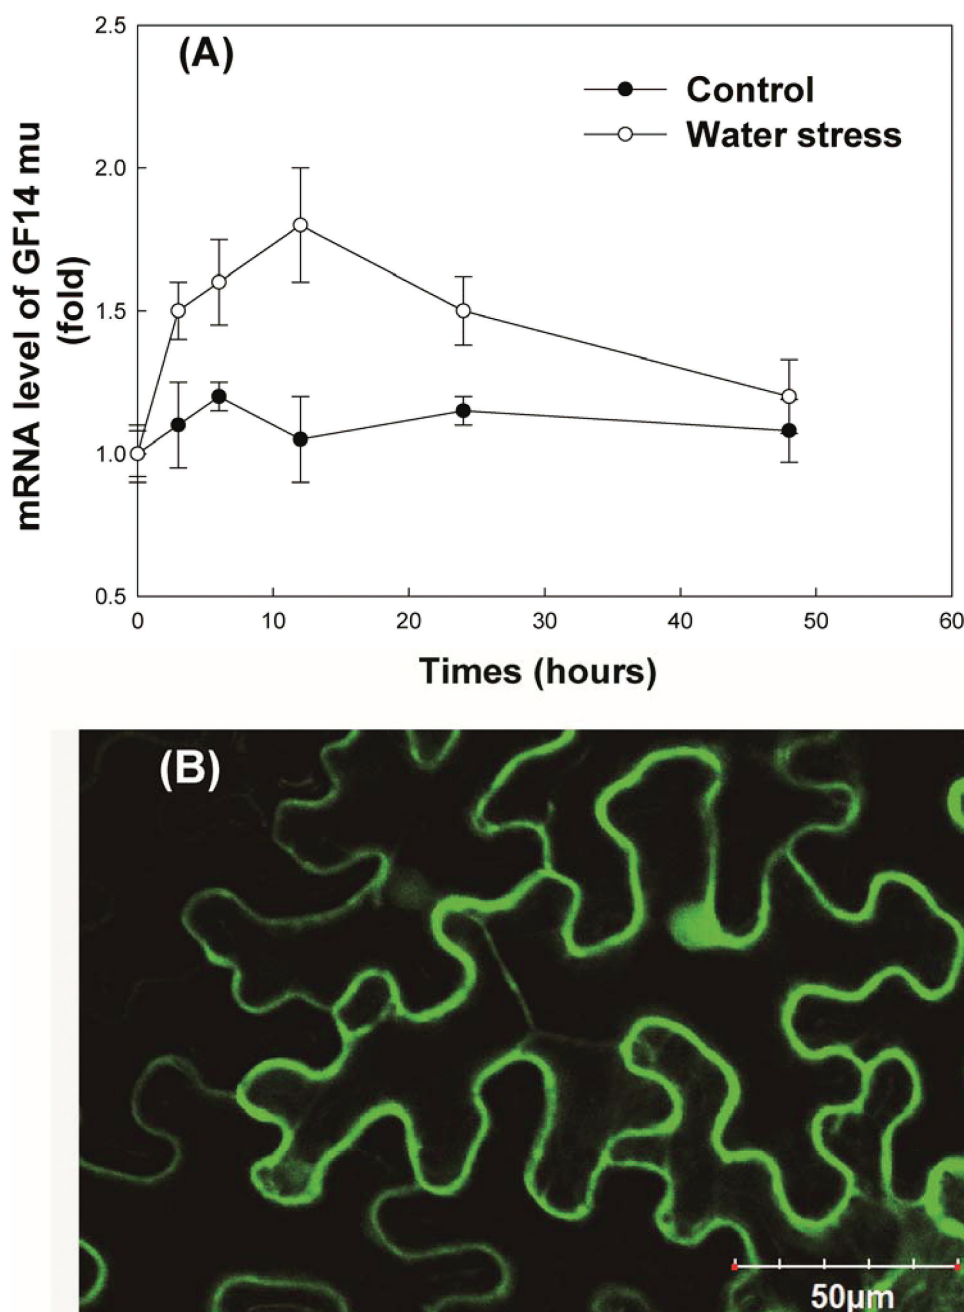 (A)
Control
Water stress
mRNA level of GF14 mu
(fold)
2.5
2.0
1.5
1.0
0.5
0 10 20 30 40 50 60
Times (hours)
(B)
50μm